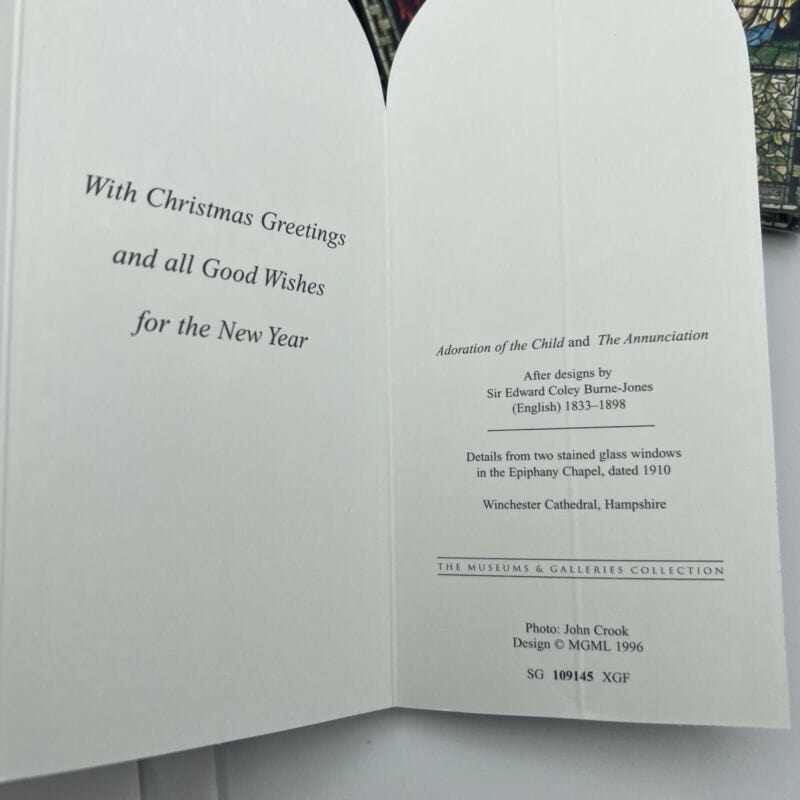 With Christmas Greetings
and all Good Wishes
for the New Year
Adoration of the Child and The Annunciation
After designs by
Sir Edward Coley Burne-Jones
(English) 1833–1898
Details from two stained glass windows
in the Epiphany Chapel, dated 1910
Winchester Cathedral, Hampshire
THE MUSEUMS & GALLERIES COLLECTION
Photo: John Crook
Design © MGML 1996
SG 109145 XGF